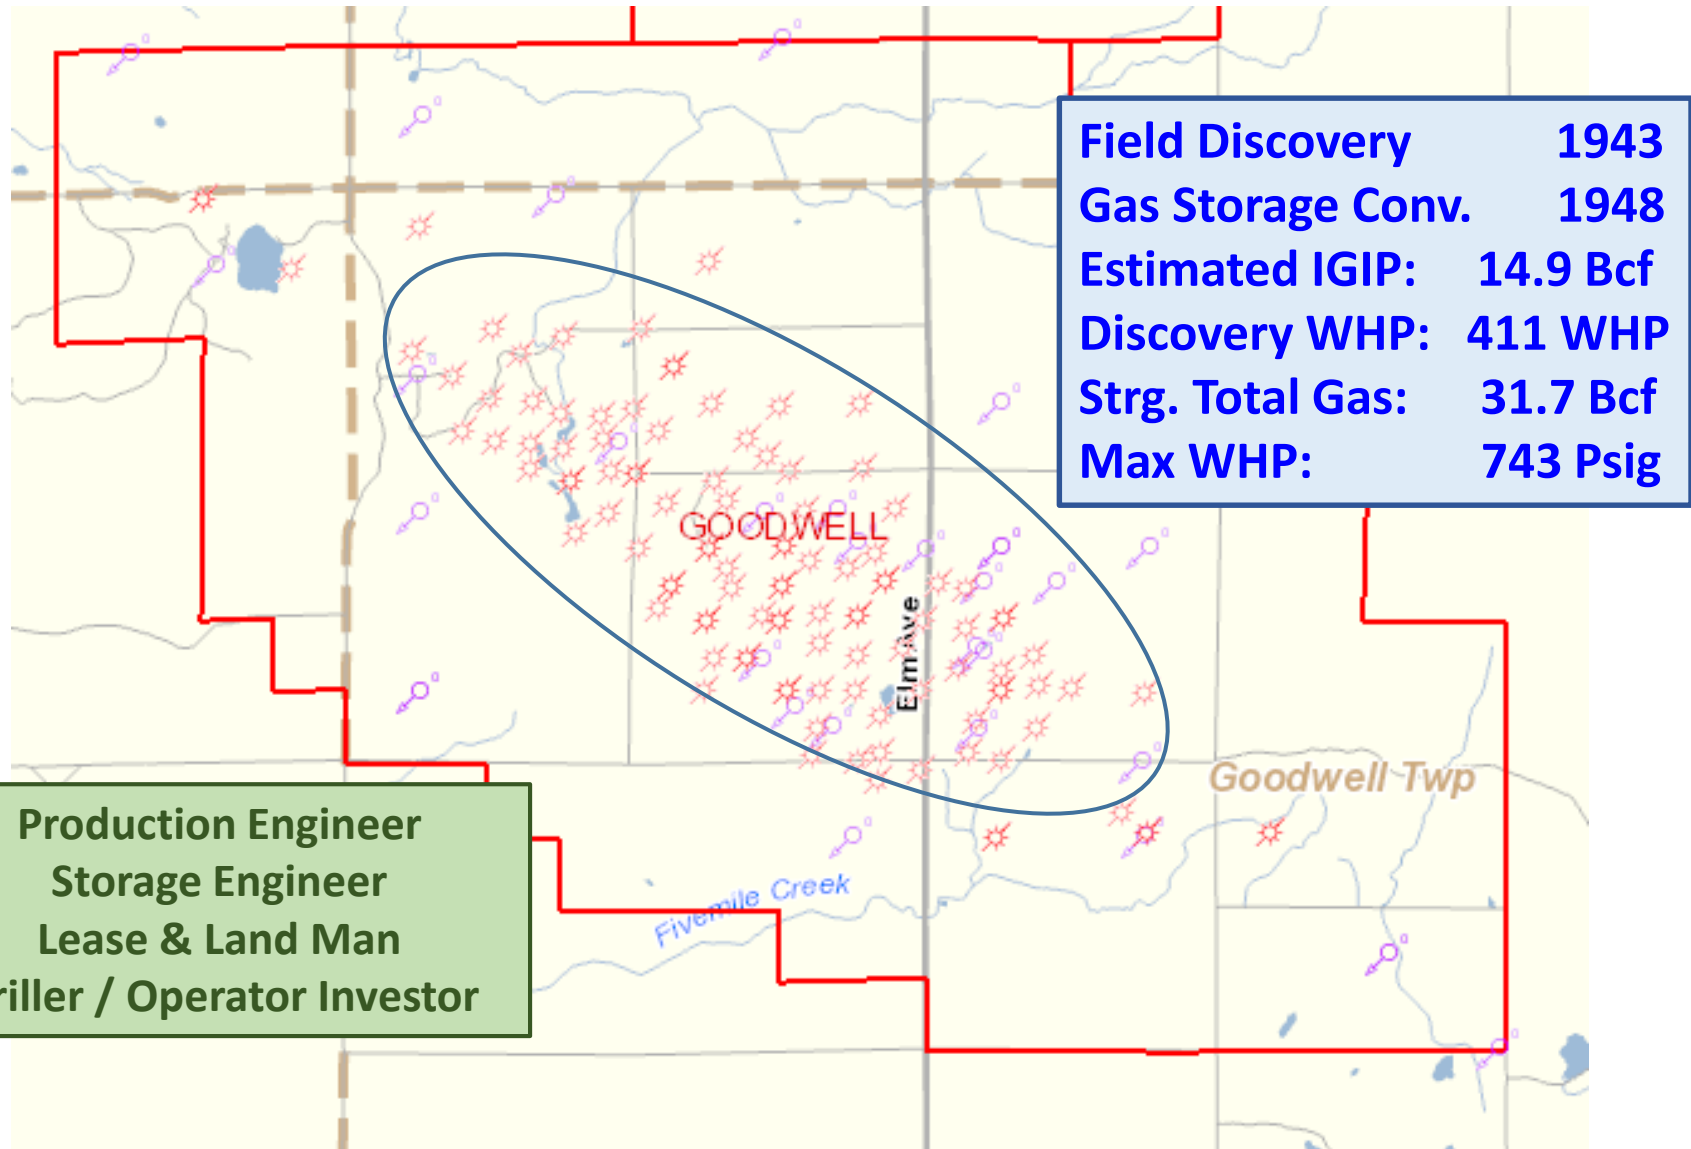 Field Discovery 1943
Gas Storage Conv. 1948
Estimated IGIP: 14.9 Bcf
Discovery WHP: 411 WHP
Strg. Total Gas: 31.7 Bcf
Max WHP: 743 Psig
GOODWELL
Elm Ave
Goodwell Twp
Production Engineer
Storage Engineer
Lease & Land Man
riller / Operator Investor
Fivemile Creek